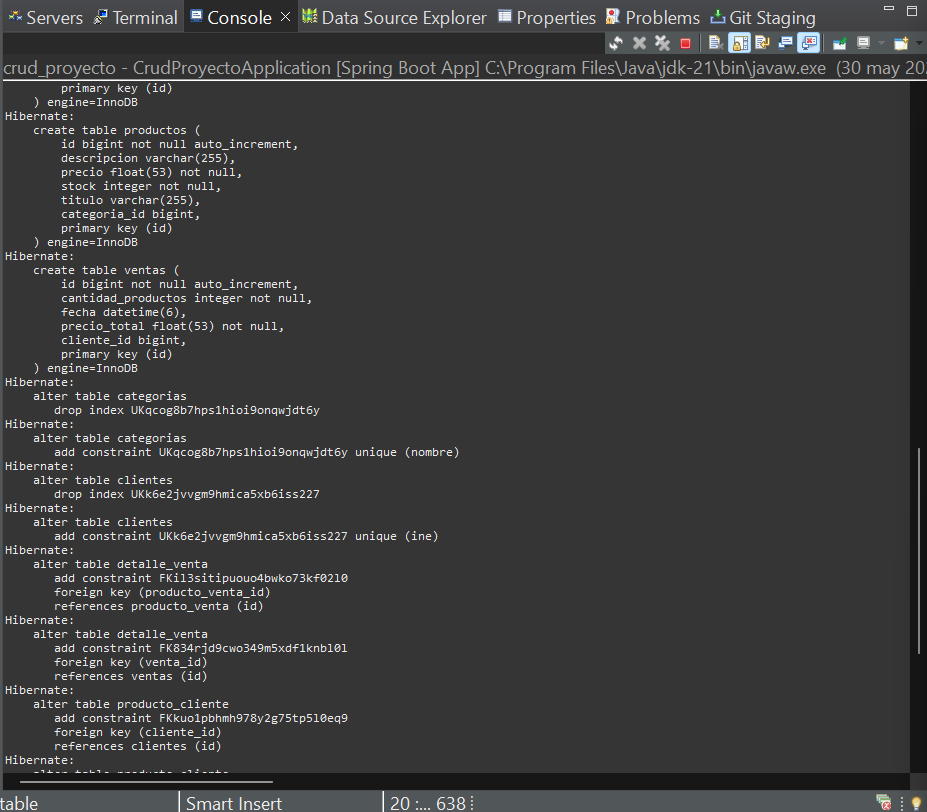 Servers Terminal Console Data Source Explorer Properties Problems Git Staging
crud_proyecto - CrudProyectoApplication [Spring Boot App] C:\Program Files\Java\jdk-21\bin\javaw.exe (30 may 202
primary key (id)
) engine=InnoDB
Hibernate:
create table productos (
id bigint not null auto_increment,
descripcion varchar(255),
precio float(53) not null,
stock integer not null,
titulo varchar(255),
categoria_id bigint,
primary key (id)
) engine=InnoDB
Hibernate:
create table ventas (
id bigint not null auto_increment,
cantidad_productos integer not null,
fecha datetime(6),
precio_total float(53) not null,
cliente_id bigint,
primary key (id)
) engine=InnoDB
Hibernate:
alter table categorias
drop index UKqcog8b7hps1hioi9onqwjdt6y
Hibernate:
alter table categorias
add constraint UKqcog8b7hps1hioi9onqwjdt6y unique (nombre)
Hibernate:
alter table clientes
drop index UKk6e2jvvgm9hmica5xb6iss227
Hibernate:
alter table clientes
add constraint UKk6e2jvvgm9hmica5xb6iss227 unique (ine)
Hibernate:
alter table detalle_venta
add constraint FKil3sitipuouo4bwko73kf02l0
foreign key (producto_venta_id)
references producto_venta (id)
Hibernate:
alter table detalle_venta
add constraint FK834rjd9cwo349m5xdf1knbl0l
foreign key (venta_id)
references ventas (id)
Hibernate:
alter table producto_cliente
add constraint FKkuo1pbhmh978y2g75tp5l0eq9
foreign key (cliente_id)
references clientes (id)
Hibernate:
alter table producto_cliente
table Smart Insert 20 :... 638